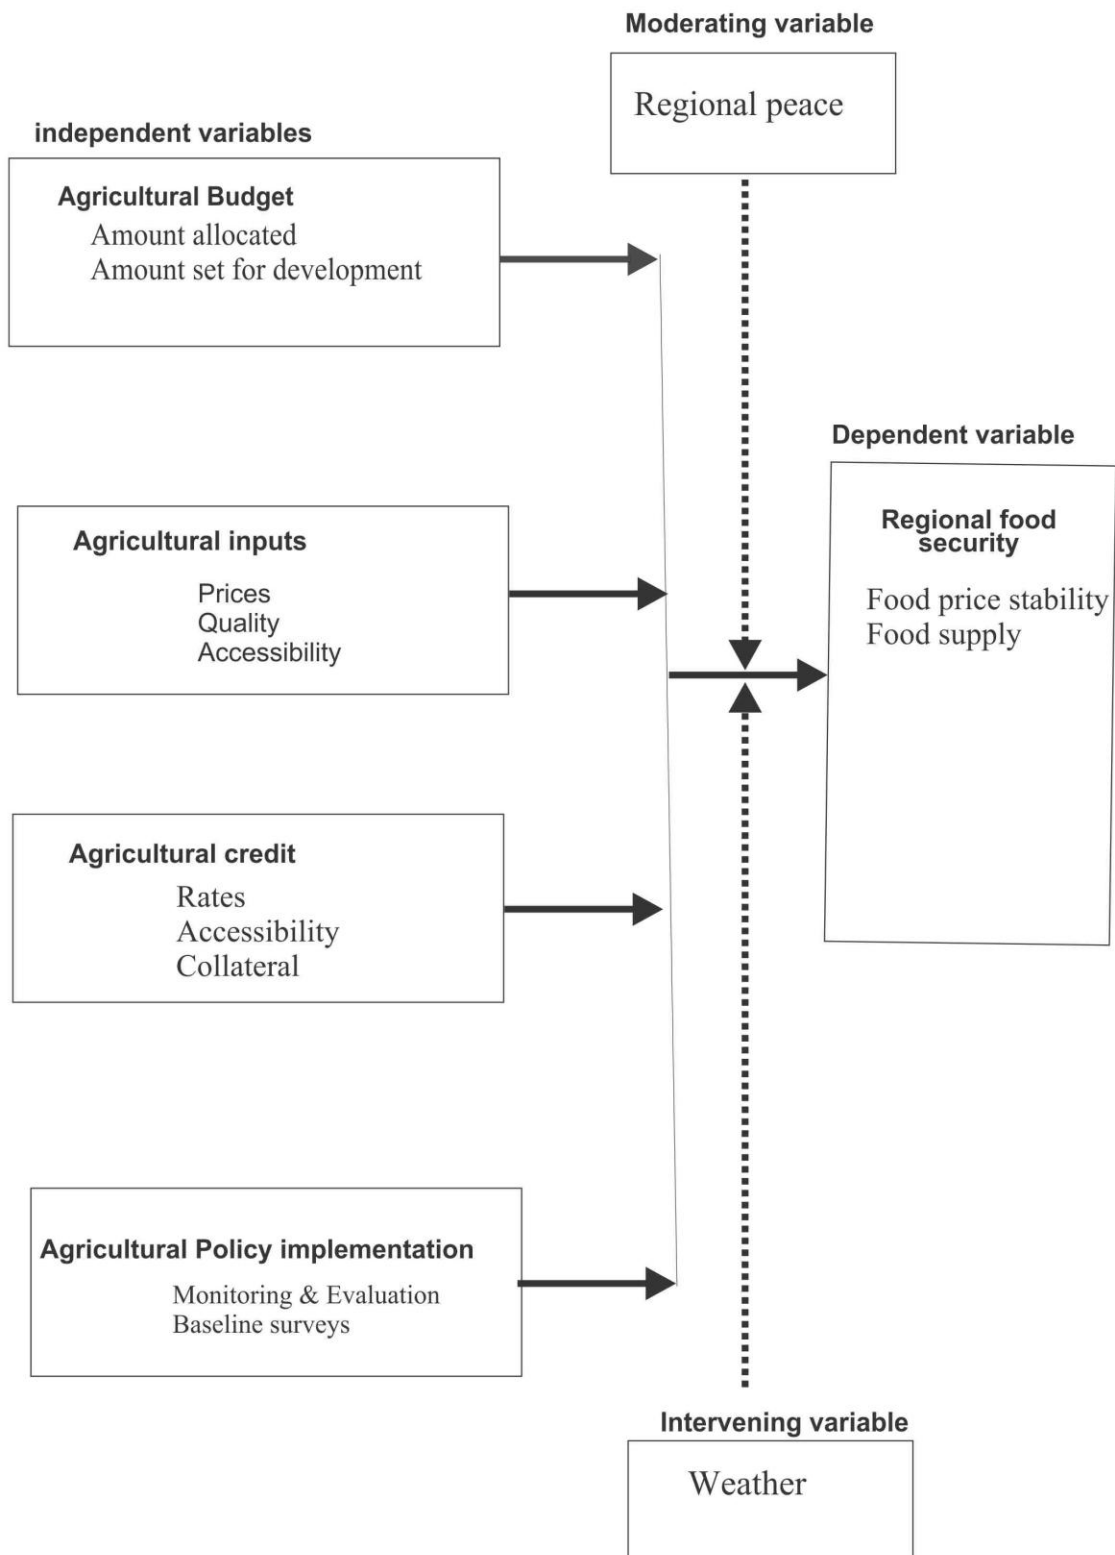 Moderating variable
Regional peace
independent variables
Agricultural Budget
Amount allocated
Amount set for development
Agricultural inputs
Prices
Quality
Accessibility
Agricultural credit
Rates
Accessibility
Collateral
Agricultural Policy implementation
Monitoring & Evaluation
Baseline surveys
Dependent variable
Regional food
security
Food price stability
Food supply
Intervening variable
Weather